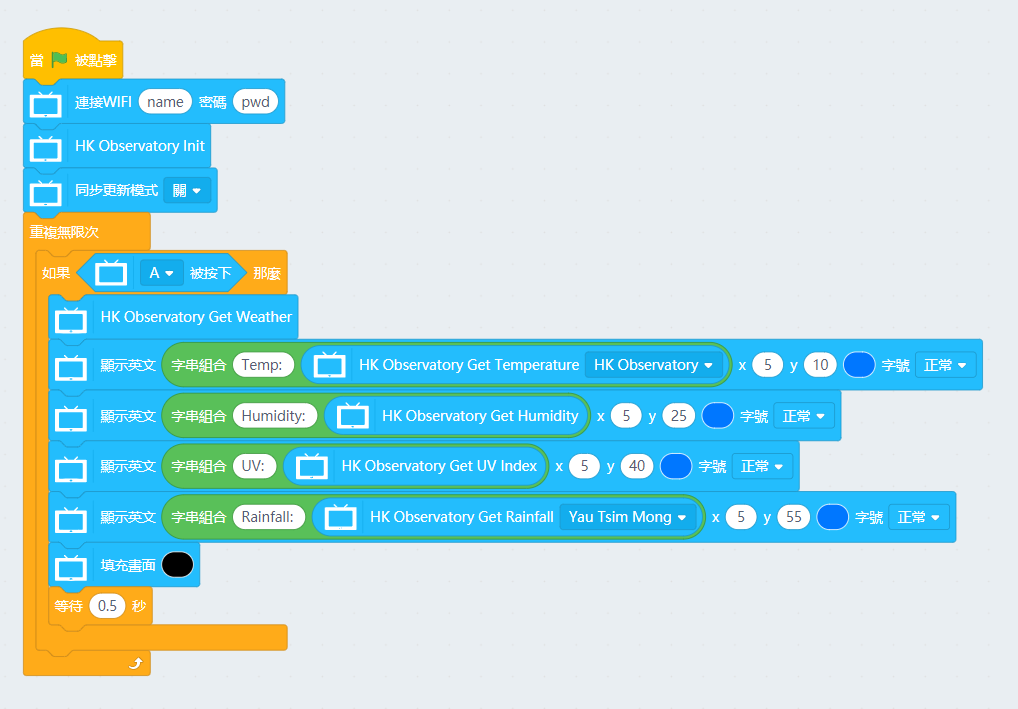 當 被點擊
連接WIFI name 密碼 pwd
HK Observatory Init
同步更新模式 關
重複無限次
如果 A 被按下 那麼
HK Observatory Get Weather
顯示英文 字串組合 Temp: HK Observatory Get Temperature HK Observatory x 5 y 10 字號 正常
顯示英文 字串組合 Humidity: HK Observatory Get Humidity x 5 y 25 字號 正常
顯示英文 字串組合 UV: HK Observatory Get UV Index x 5 y 40 字號 正常
顯示英文 字串組合 Rainfall: HK Observatory Get Rainfall Yau Tsim Mong x 5 y 55 字號 正常
填充畫面
等待 0.5 秒